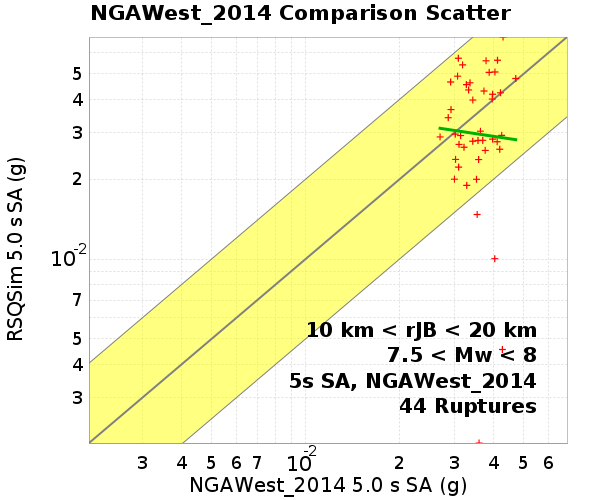 NGAWest_2014 Comparison Scatter
RSQSim 5.0 s SA (g)
5
4
3
2
10-2
7
5
4
3
10 km < rJB < 20 km
7.5 < Mw < 8
5s SA, NGAWest_2014
44 Ruptures
3 4 5 6 7 10-2 2 3 4 5 6
NGAWest_2014 5.0 s SA (g)